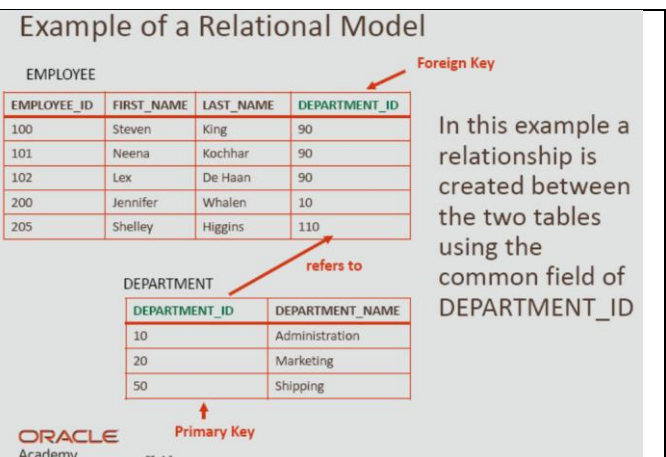 Example of a Relational Model
Foreign Key
EMPLOYEE
EMPLOYEE_ID FIRST_NAME LAST_NAME DEPARTMENT_ID
100 Steven King 90
101 Neena Kochhar 90
102 Lex De Haan 90
200 Jennifer Whalen 10
205 Shelley Higgins 110
In this example a
relationship is
created between
the two tables
using the
common field of
DEPARTMENT_ID
refers to
DEPARTMENT
DEPARTMENT_ID DEPARTMENT_NAME
10 Administration
20 Marketing
50 Shipping
Primary Key
ORACLE
Academy